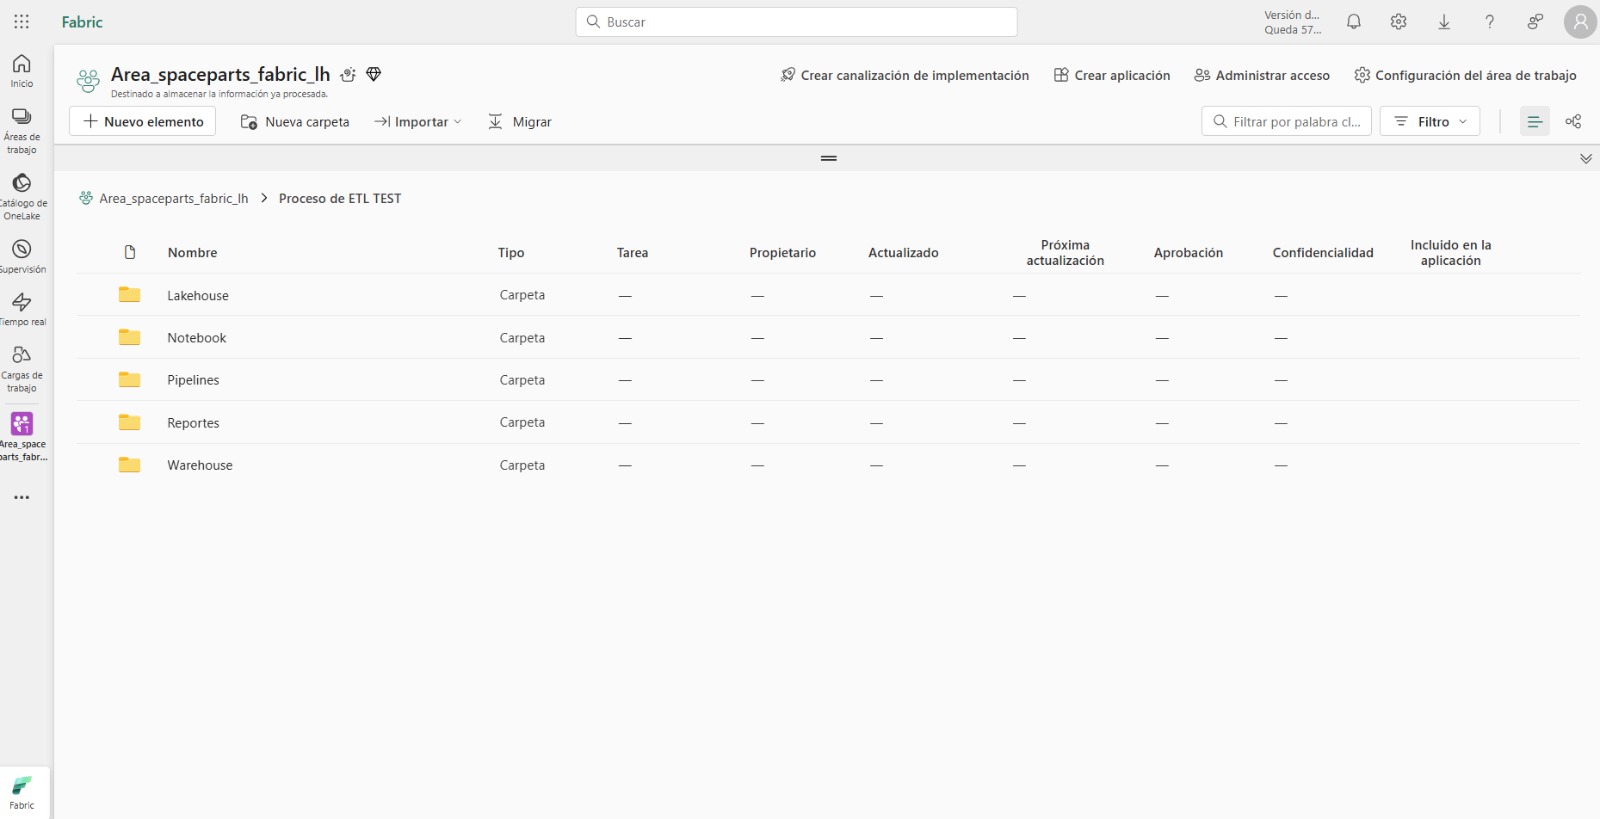 Fabric
Buscar
Versión d...
Queda 57...
Inicio
Áreas de
trabajo
Catálogo de
OneLake
Supervisión
Tiempo real
Cargas de
trabajo
Area_space
parts_fabr...
Fabric
Area_spaceparts_fabric_lh
Destinado a almacenar la información ya procesada.
Crear canalización de implementación
Crear aplicación
Administrar acceso
Configuración del área de trabajo
Nuevo elemento
Nueva carpeta
Importar
Migrar
Filtrar por palabra cl...
Filtro
Area_spaceparts_fabric_lh > Proceso de ETL TEST
Nombre Tipo Tarea Propietario Actualizado Próxima actualización Aprobación Confidencialidad Incluido en la aplicación
Lakehouse Carpeta — — — — — —
Notebook Carpeta — — — — — —
Pipelines Carpeta — — — — — —
Reportes Carpeta — — — — — —
Warehouse Carpeta — — — — — —